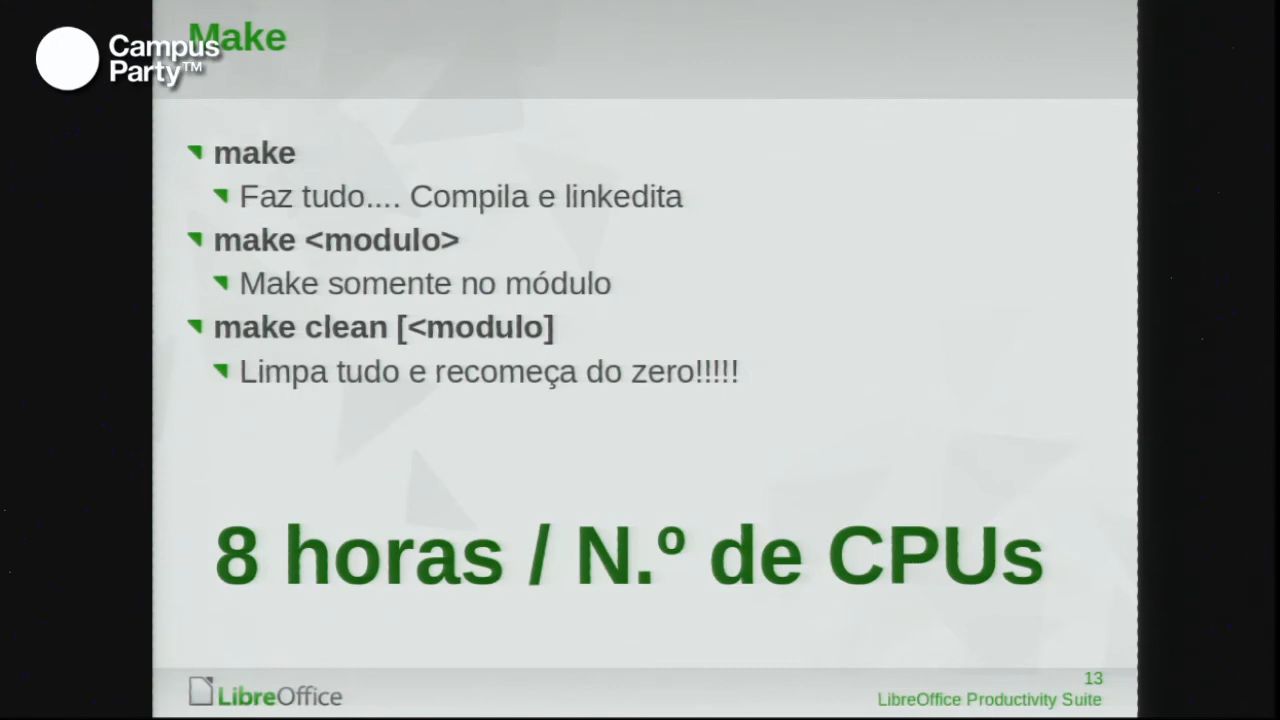 Campus
Party™
Make
make
Faz tudo.... Compila e linkedita
make <modulo>
Make somente no módulo
make clean [<modulo]
Limpa tudo e recomeça do zero!!!!!
8 horas / N.º de CPUs
LibreOffice
13
LibreOffice Productivity Suite